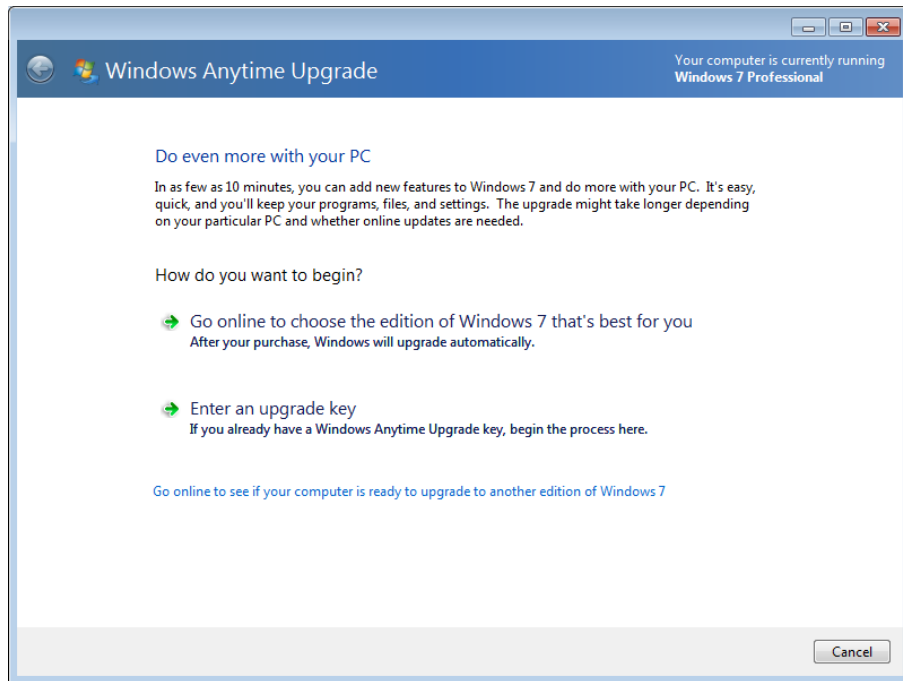 Windows Anytime Upgrade
Your computer is currently running
Windows 7 Professional
Do even more with your PC
In as few as 10 minutes, you can add new features to Windows 7 and do more with your PC.  It's easy,
quick, and you'll keep your programs, files, and settings.  The upgrade might take longer depending
on your particular PC and whether online updates are needed.
How do you want to begin?
Go online to choose the edition of Windows 7 that's best for you
After your purchase, Windows will upgrade automatically.
Enter an upgrade key
If you already have a Windows Anytime Upgrade key, begin the process here.
Go online to see if your computer is ready to upgrade to another edition of Windows 7
Cancel